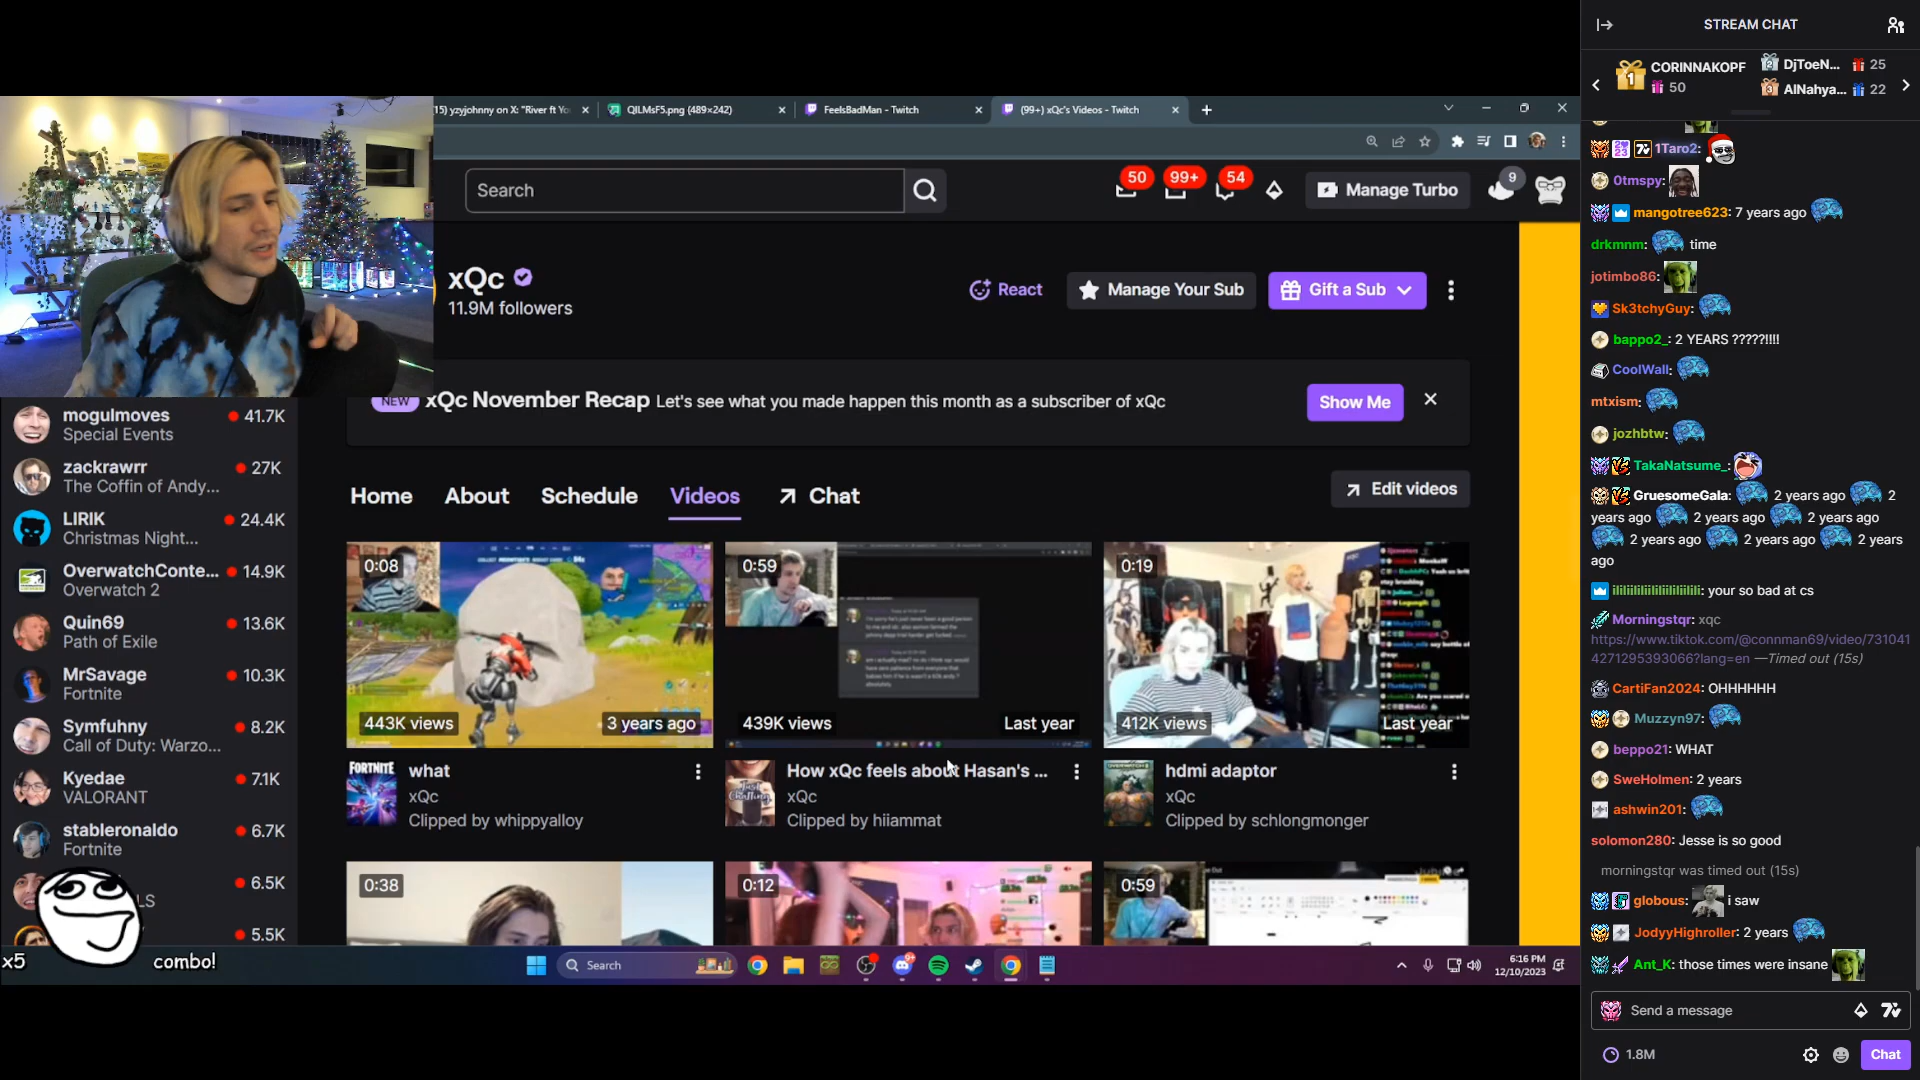 15) yzyjohnny on X: "River ft Yo
QILMsF5.png (489×242)
FeelsBadMan - Twitch
(99+) xQc's Videos - Twitch
Search
50
99+
54
Manage Turbo
9
xQc
11.9M followers
React
Manage Your Sub
Gift a Sub
NEW
xQc November Recap Let's see what you made happen this month as a subscriber of xQc
Show Me
Home
About
Schedule
Videos
Chat
Edit videos
mogulmoves
41.7K
Special Events
zackrawrr
27K
The Coffin of Andy...
LIRIK
24.4K
Christmas Night...
OverwatchConte...
14.9K
Overwatch 2
Quin69
13.6K
Path of Exile
MrSavage
10.3K
Fortnite
Symfuhny
8.2K
Call of Duty: Warzo...
Kyedae
7.1K
VALORANT
stableronaldo
6.7K
Fortnite
6.5K
LS
5.5K
x5
combo!
0:08
443K views
3 years ago
FORTNITE
what
xQc
Clipped by whippyalloy
0:59
439K views
Last year
Just Chatting
How xQc feels about Hasan's ...
xQc
Clipped by hiiammat
0:19
412K views
Last year
hdmi adaptor
xQc
Clipped by schlongmonger
0:38
0:12
0:59
Search
6:16 PM
12/10/2023
STREAM CHAT
1
CORINNAKOPF
50
2
DjToeN...
25
3
AlNahya...
22
1Taro2:
0tmspy:
mangotree623: 7 years ago
drkmnm: time
jotimbo86:
Sk3tchyGuy:
bappo2_: 2 YEARS ?????!!!!
CoolWall:
mtxism:
jozhbtw:
TakaNatsume_:
GruesomeGala: 2 years ago 2
years ago 2 years ago 2 years ago
2 years ago 2 years ago 2 years
ago
your so bad at cs
Morningstqr: xqc
https://www.tiktok.com/@connman69/video/731041
4271295393066?lang=en —Timed out (15s)
CartiFan2024: OHHHHHH
Muzzyn97:
beppo21: WHAT
SweHolmen: 2 years
ashwin201:
solomon280: Jesse is so good
morningstqr was timed out (15s)
globous: i saw
JodyyHighroller: 2 years
Ant_K: those times were insane
Send a message
1.8M
Chat